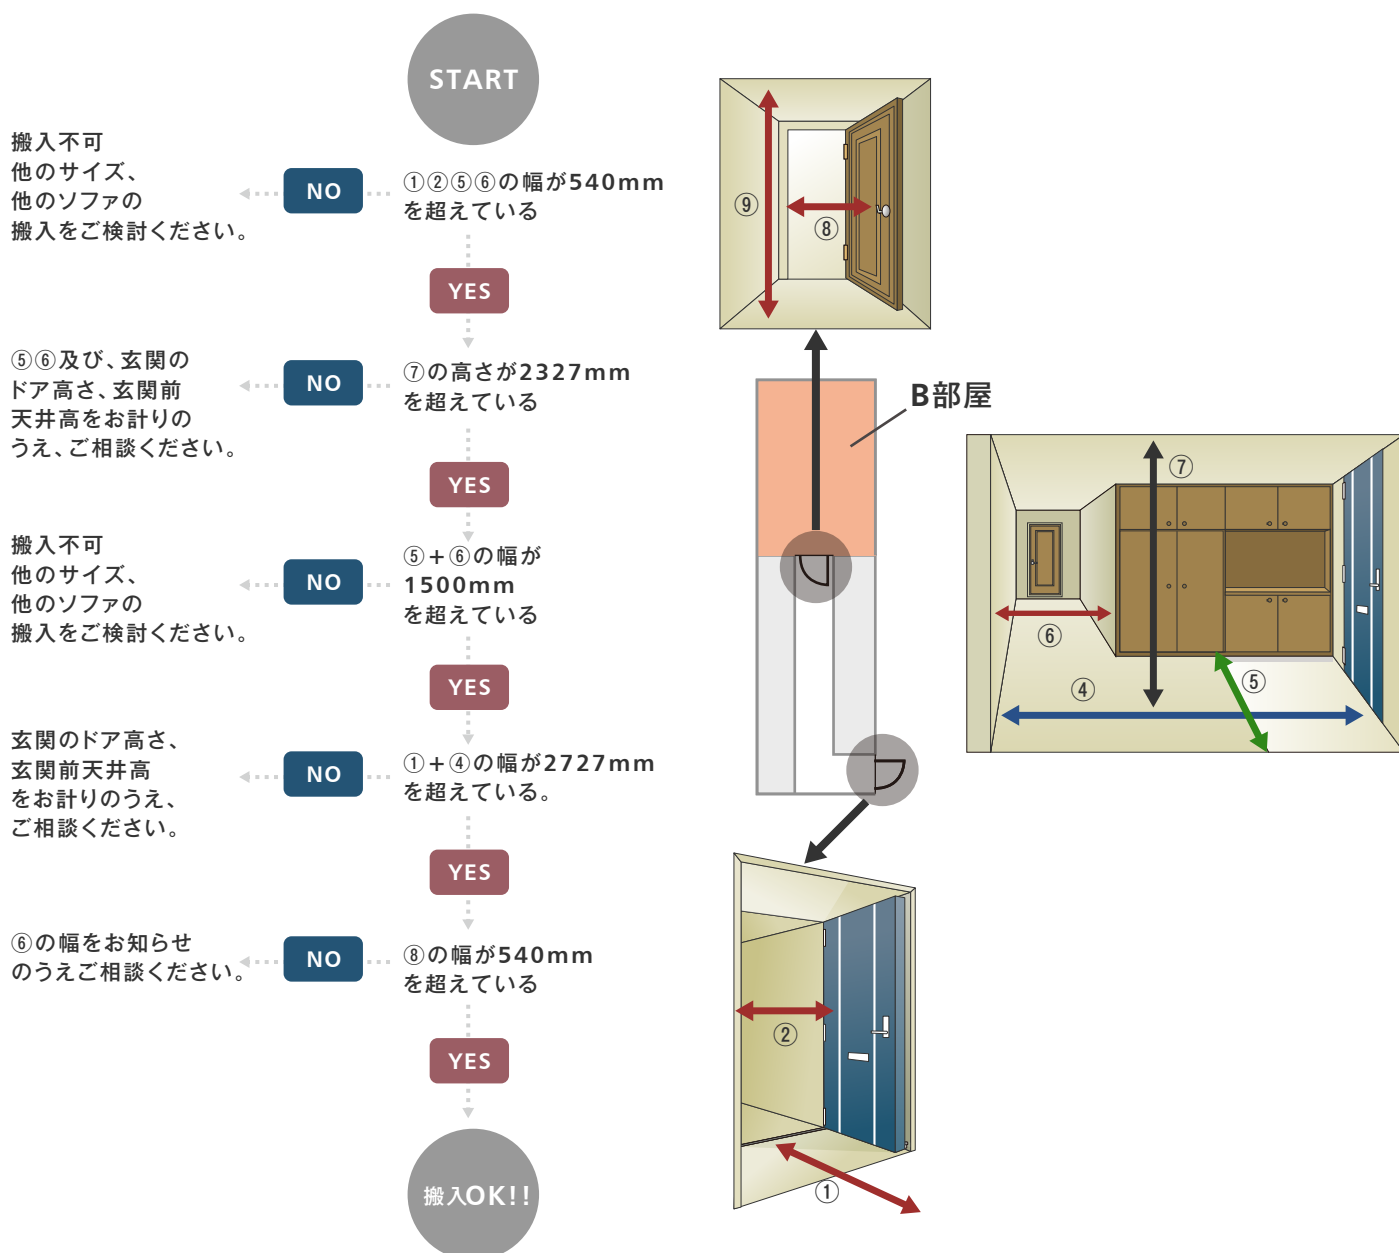 START
①②⑤⑥の幅が540mm
を超えている
NO
搬入不可
他のサイズ、
他のソファの
搬入をご検討ください。
YES
⑦の高さが2327mm
を超えている
NO
⑤⑥及び、玄関の
ドア高さ、玄関前
天井高をお計りの
うえ、ご相談ください。
YES
⑤+⑥の幅が
1500mm
を超えている
NO
搬入不可
他のサイズ、
他のソファの
搬入をご検討ください。
YES
①+④の幅が2727mm
を超えている。
NO
玄関のドア高さ、
玄関前天井高
をお計りのうえ、
ご相談ください。
YES
⑧の幅が540mm
を超えている
NO
⑥の幅をお知らせ
のうえご相談ください。
YES
搬入OK!!
⑨
⑧
B部屋
⑦
⑥
⑤
④
②
①